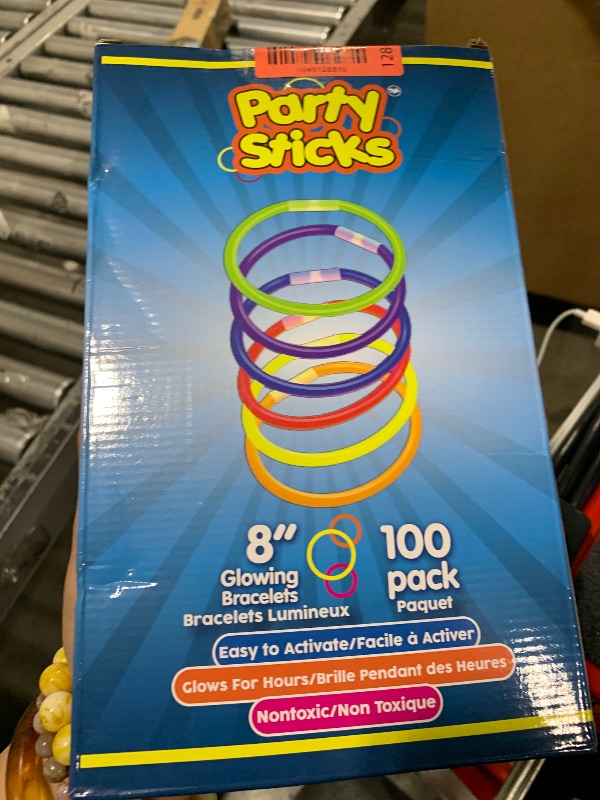 128
Party
Sticks
TM
8” 100
Glowing pack
Bracelets
Bracelets Lumineux Paquet
Easy to Activate/Facile à Activer
Glows For Hours/Brille Pendant des Heures
Nontoxic/Non Toxique